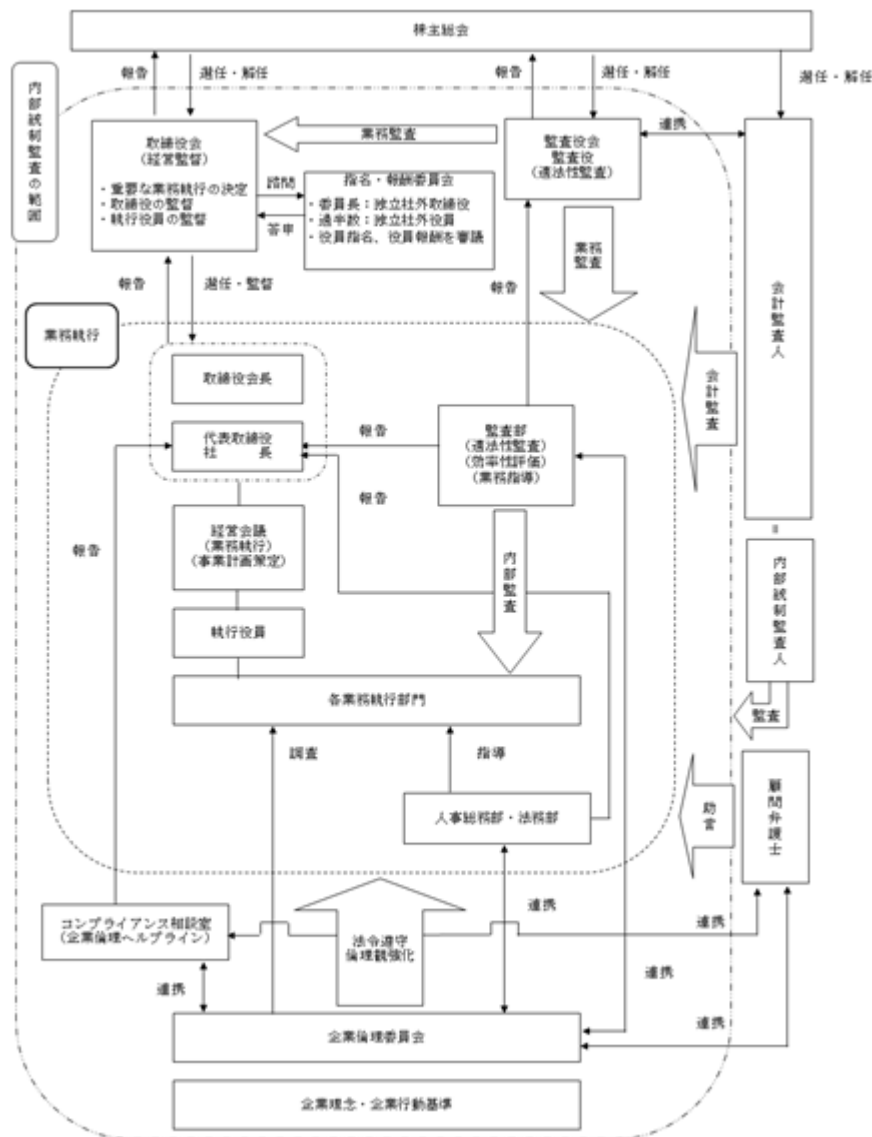 株主総会
報告
選任・解任
報告
選任・解任
選任・解任
内部統制監査の範囲
取締役会
(経営監督)
・重要な業務執行の決定
・取締役の監督
・執行役員の監督
業務監査
監査役会
監査役
(適法性監査)
連携
諮問
答申
指名・報酬委員会
・委員長：独立社外取締役
・過半数：独立社外役員
・役員指名、役員報酬を審議
業務監査
会計監査人
報告
選任・監督
報告
業務執行
取締役会長
代表取締役
社　　長
報告
監査部
(適法性監査)
(効率性評価)
(業務指導)
会計監査
報告
報告
経営会議
(業務執行)
(事業計画策定)
内部監査
=
内部統制監査人
執行役員
各業務執行部門
監査
調査
指導
人事総務部・法務部
助言
顧問弁護士
コンプライアンス相談室
(企業倫理ヘルプライン)
法令遵守
倫理観強化
連携
連携
連携
連携
連携
企業倫理委員会
企業理念・企業行動基準